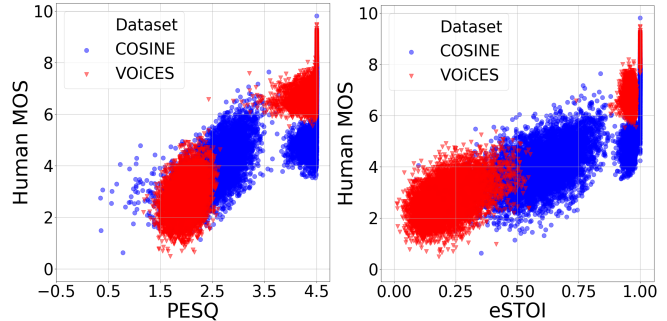 Human MOS
10
8
6
4
2
0
Dataset
COSINE
VOiCES
−0.5 0.5 1.5 2.5 3.5 4.5
PESQ
Human MOS
10
8
6
4
2
0
Dataset
COSINE
VOiCES
0.00 0.25 0.50 0.75 1.00
eSTOI